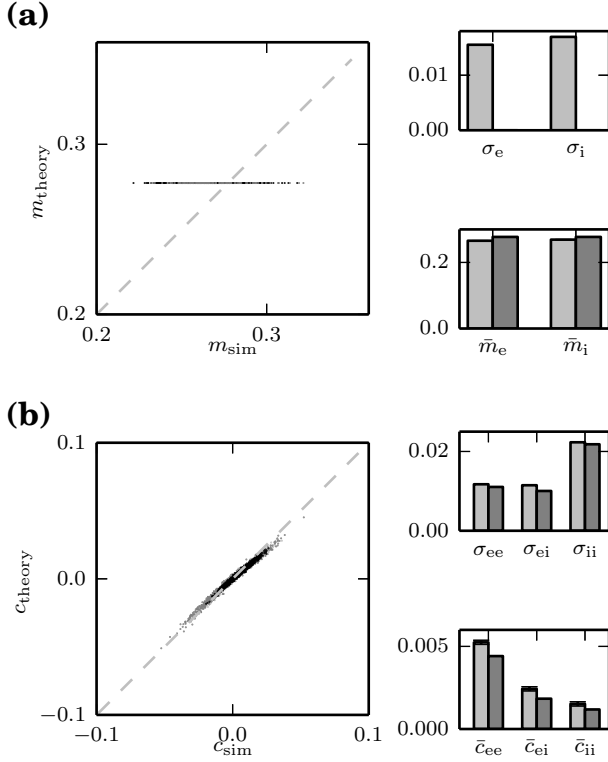 (a)
m_theory
0.3
0.2
0.2
0.3
m_sim
0.01
0.00
σ_e
σ_i
0.2
0.0
m̄_e
m̄_i
(b)
c_theory
0.1
0.0
−0.1
−0.1
0.0
0.1
c_sim
0.02
0.00
σ_ee
σ_ei
σ_ii
0.005
0.000
c̄_ee
c̄_ei
c̄_ii